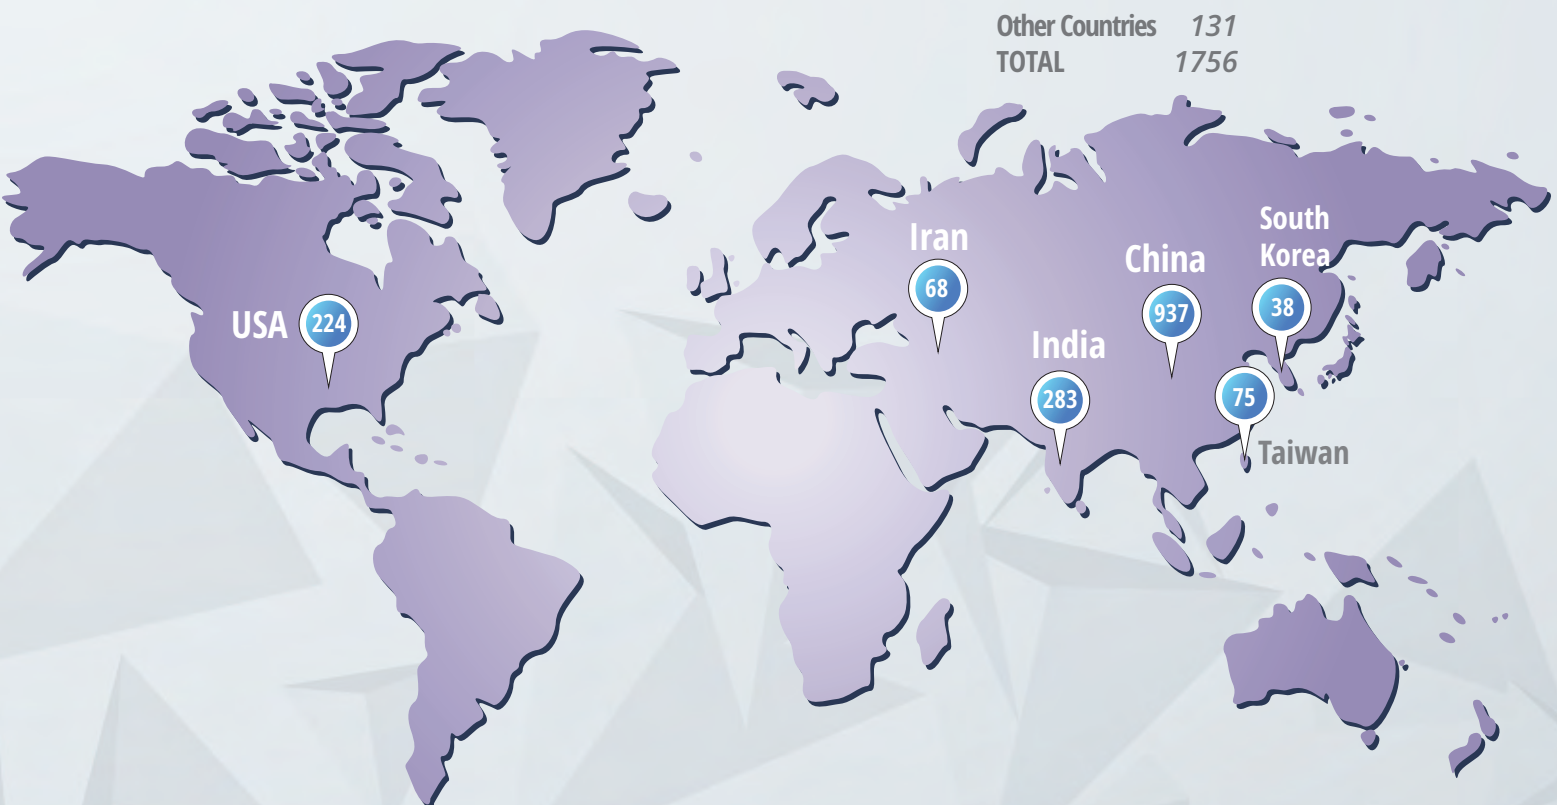 Other Countries 131
TOTAL 1756
South
Korea
38
Iran
68
China
937
USA 224
India
283
75
Taiwan